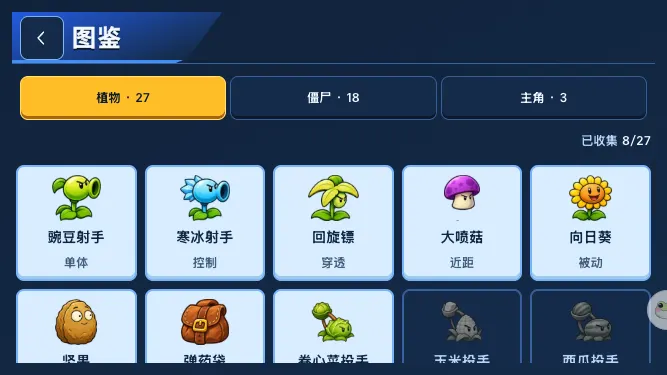 图鉴
植物 · 27
僵尸 · 18
主角 · 3
已收集 8/27
豌豆射手
单体
寒冰射手
控制
回旋镖
穿透
大喷菇
近距
向日葵
被动
坚果
弹药袋
卷心菜投手
玉米投手
西瓜投手